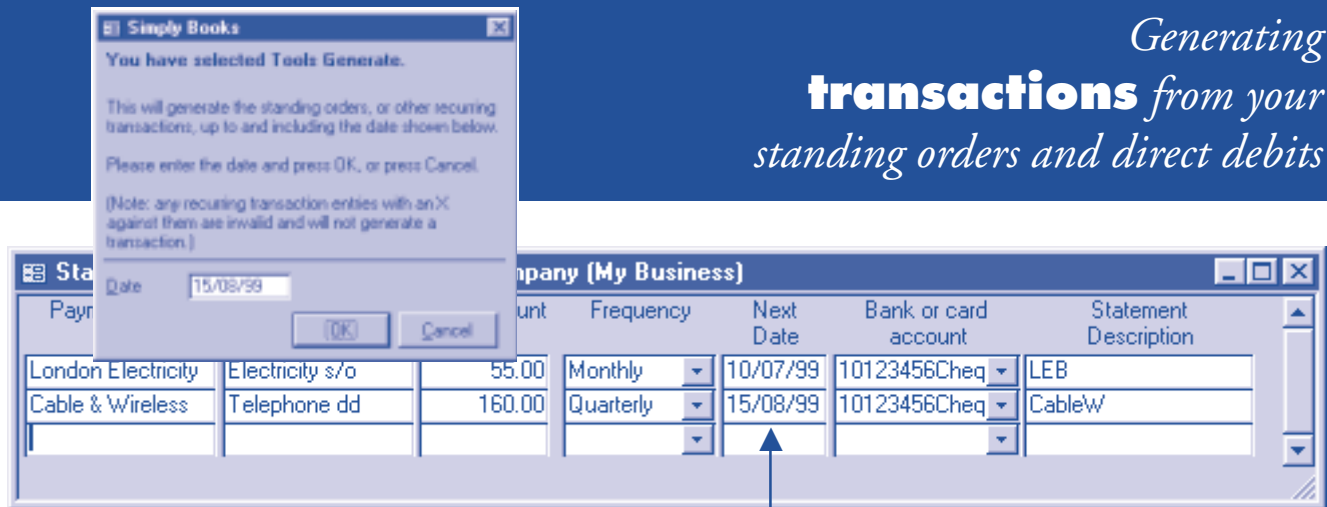 Generating
transactions from your
standing orders and direct debits
Simply Books
You have selected Tools Generate.
This will generate the standing orders, or other recurring
transactions, up to and including the date shown below.
Please enter the date and press OK, or press Cancel.
(Note: any recurring transaction entries with an X
against them are invalid and will not generate a
transaction.)
Date 15/08/99
OK Cancel
(My Business)
Frequency Next Date Bank or card account Statement Description
London Electricity Electricity s/o 55.00 Monthly 10/07/99 10123456Cheq LEB
Cable & Wireless Telephone dd 160.00 Quarterly 15/08/99 10123456Cheq CableW